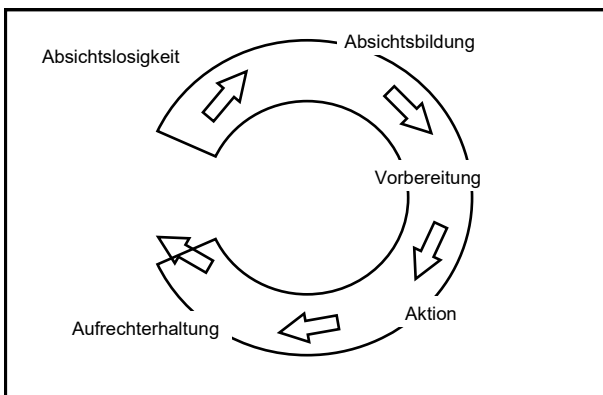 Absichtslosigkeit
Absichtsbildung
Vorbereitung
Aktion
Aufrechterhaltung